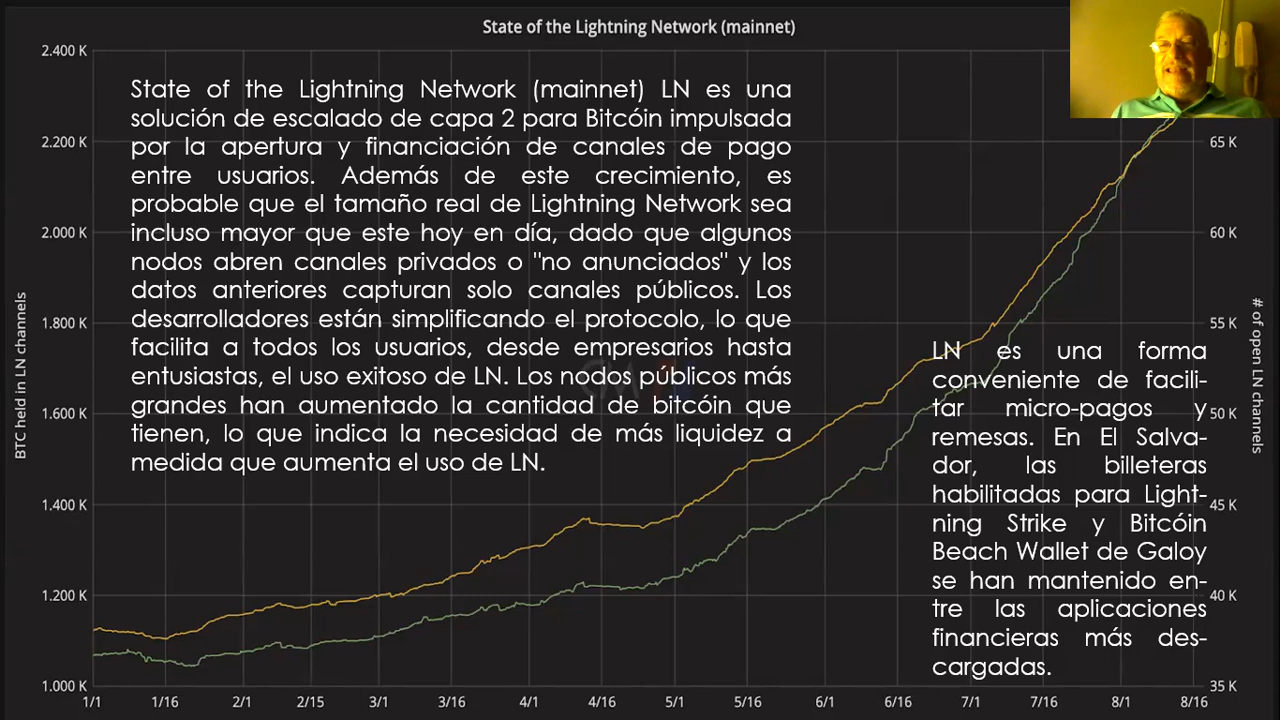 State of the Lightning Network (mainnet)
State of the Lightning Network (mainnet) LN es una
solución de escalado de capa 2 para Bitcóin impulsada
por la apertura y financiación de canales de pago
entre usuarios. Además de este crecimiento, es
probable que el tamaño real de Lightning Network sea
incluso mayor que este hoy en día, dado que algunos
nodos abren canales privados o "no anunciados" y los
datos anteriores capturan solo canales públicos. Los
desarrolladores están simplificando el protocolo, lo que
facilita a todos los usuarios, desde empresarios hasta
entusiastas, el uso exitoso de LN. Los nodos públicos más
grandes han aumentado la cantidad de bitcóin que
tienen, lo que indica la necesidad de más liquidez a
medida que aumenta el uso de LN.
LN es una forma
conveniente de facili-
tar micro-pagos y
remesas. En El Salva-
dor, las billeteras
habilitadas para Light-
ning Strike y Bitcóin
Beach Wallet de Galoy
se han mantenido en-
tre las aplicaciones
financieras más des-
cargadas.
BTC held in LN channels
2.400 K
2.200 K
2.000 K
1.800 K
1.600 K
1.400 K
1.200 K
1.000 K
# of open LN channels
65 K
60 K
55 K
50 K
45 K
40 K
35 K
1/1 1/16 2/1 2/15 3/1 3/16 4/1 4/16 5/1 5/16 6/1 6/16 7/1 7/16 8/1 8/16